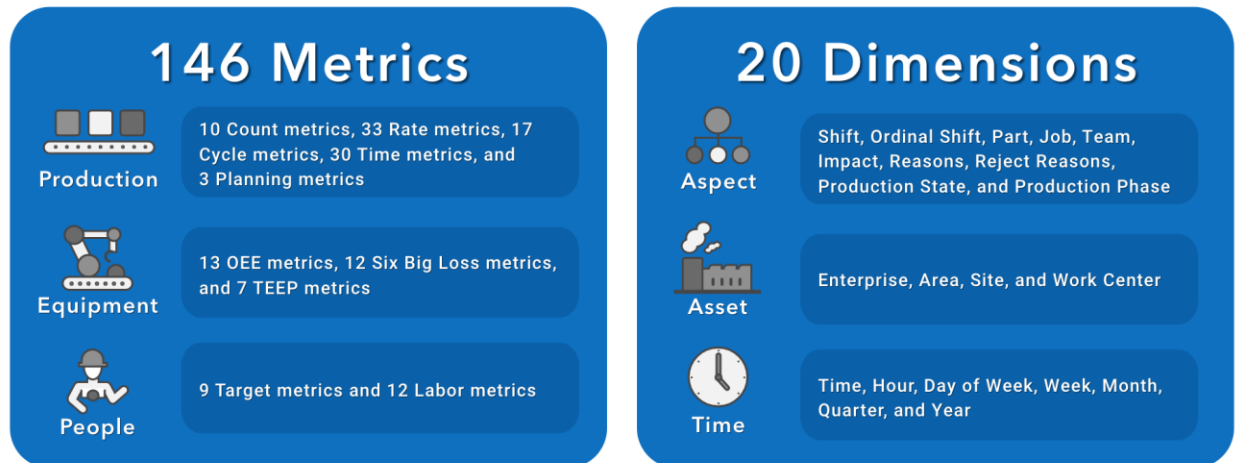 146 Metrics
Production
10 Count metrics, 33 Rate metrics, 17
Cycle metrics, 30 Time metrics, and
3 Planning metrics
Equipment
13 OEE metrics, 12 Six Big Loss metrics,
and 7 TEEP metrics
People
9 Target metrics and 12 Labor metrics
20 Dimensions
Aspect
Shift, Ordinal Shift, Part, Job, Team,
Impact, Reasons, Reject Reasons,
Production State, and Production Phase
Asset
Enterprise, Area, Site, and Work Center
Time
Time, Hour, Day of Week, Week, Month,
Quarter, and Year